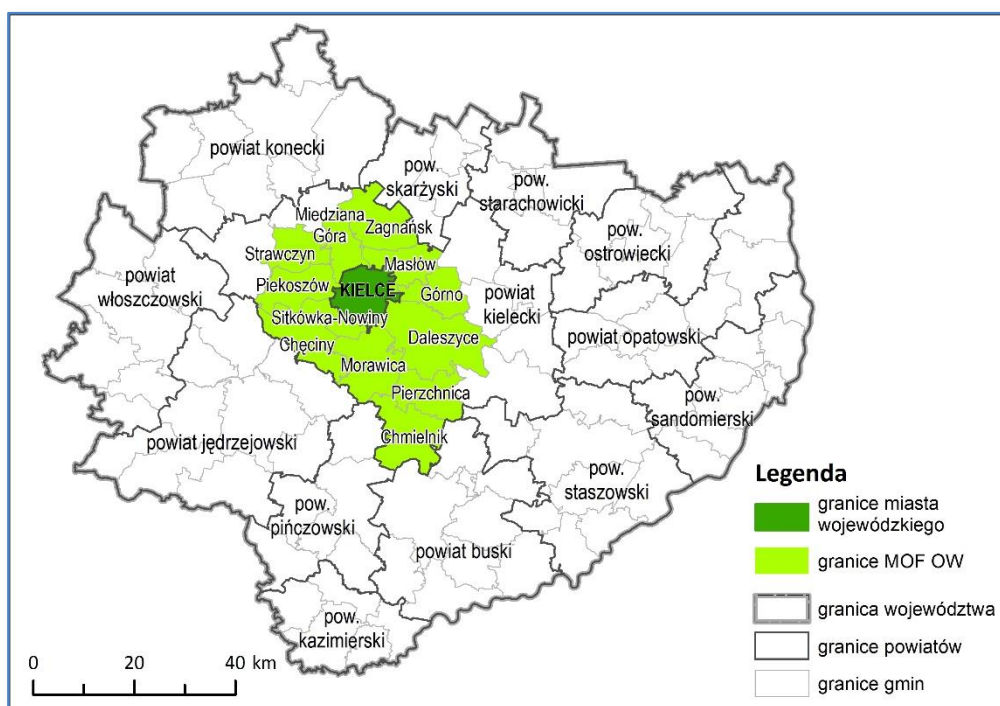 powiat konecki
pow.
skarżyski
pow.
starachowicki
pow.
ostrowiecki
Miedziana
Góra
Zagnańsk
Strawczyn
Masłów
powiat
włoszczowski
Piekoszów
KIELCE
Górno
powiat
kielecki
Sitkówka-Nowiny
Daleszyce
powiat opatowski
Chęciny
Morawica
Pierzchnica
pow.
sandomierski
powiat jędrzejowski
Chmielnik
pow.
staszowski
pow.
pińczowski
powiat buski
pow.
kazimierski
0 20 40 km
Legenda
granice miasta
wojewódzkiego
granice MOF OW
granica województwa
granice powiatów
granice gmin